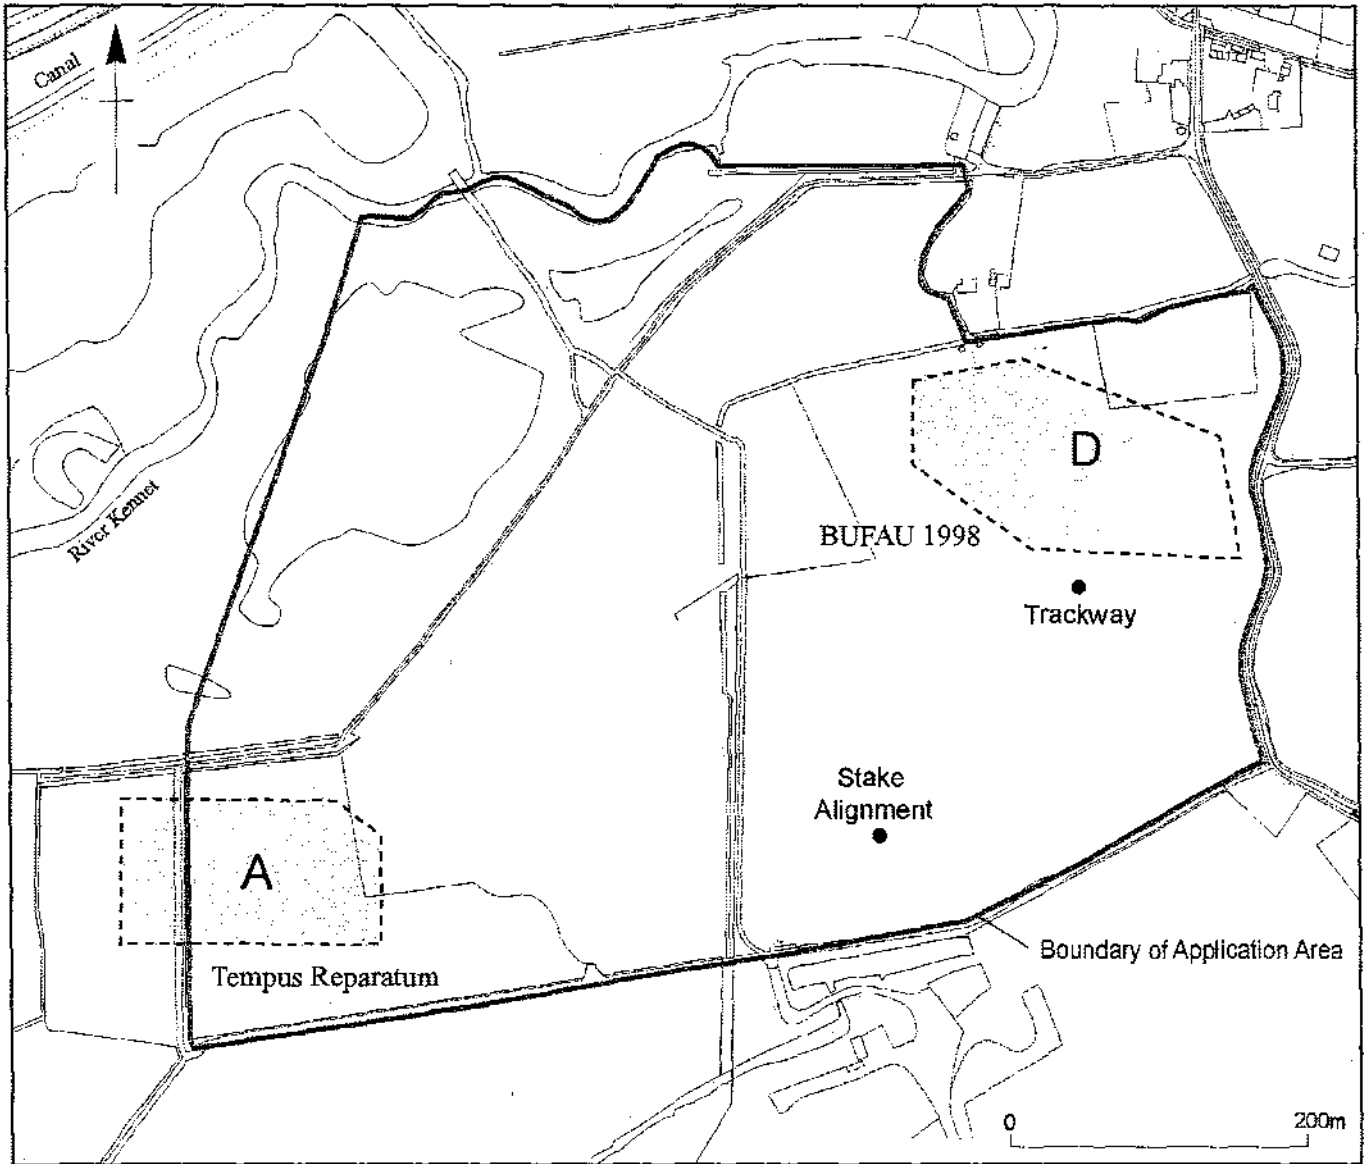 Canal
River Kennet
D
BUFAU 1998
Trackway
Stake
Alignment
A
Tempus Reparatum
Boundary of Application Area
0
200m